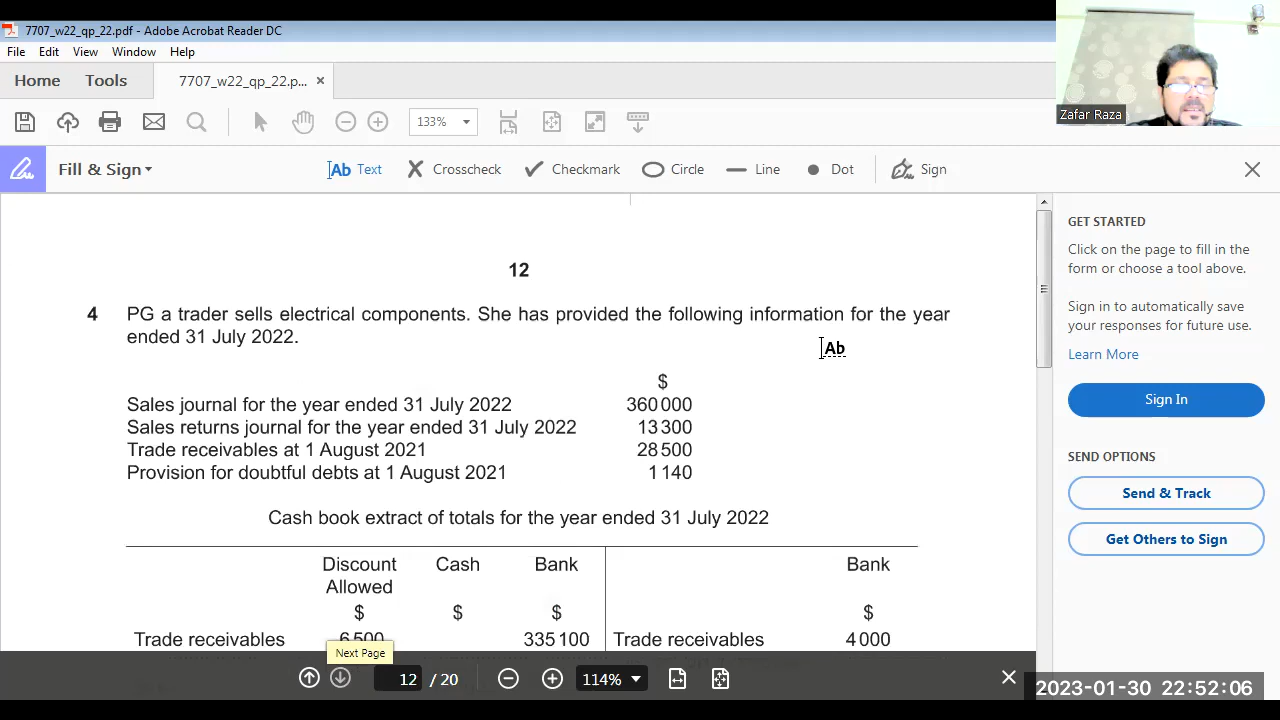 7707_w22_qp_22.pdf - Adobe Acrobat Reader DC
File Edit View Window Help
Home Tools 7707_w22_qp_22.p... ×
133%
Zafar Raza
Fill & Sign Ab Text Crosscheck Checkmark Circle Line Dot Sign
12
4 PG a trader sells electrical components. She has provided the following information for the year
ended 31 July 2022.
Ab
$
Sales journal for the year ended 31 July 2022 360 000
Sales returns journal for the year ended 31 July 2022 13 300
Trade receivables at 1 August 2021 28 500
Provision for doubtful debts at 1 August 2021 1 140
Cash book extract of totals for the year ended 31 July 2022
Discount Cash Bank Bank
Allowed
$ $ $ $
Trade receivables 6 500 335 100 Trade receivables 4 000
Next Page
12 / 20 114%
GET STARTED
Click on the page to fill in the
form or choose a tool above.
Sign in to automatically save
your responses for future use.
Learn More
Sign In
SEND OPTIONS
Send & Track
Get Others to Sign
2023-01-30 22:52:06